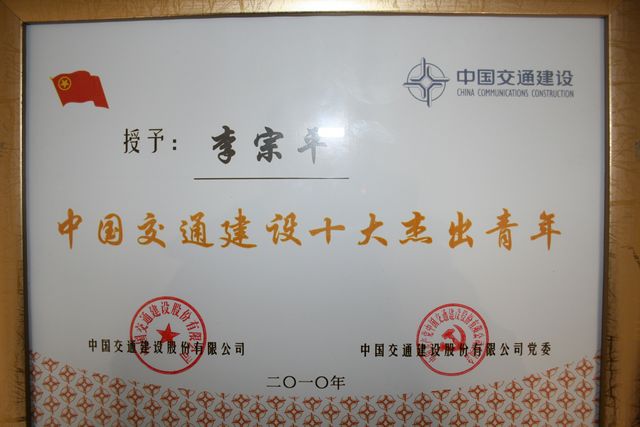 中国交通建设
CHINA COMMUNICATIONS CONSTRUCTION
授予：李宗平
中国交通建设十大杰出青年
中国交通建设股份有限公司
中国交通建设股份有限公司党委
二〇一〇年